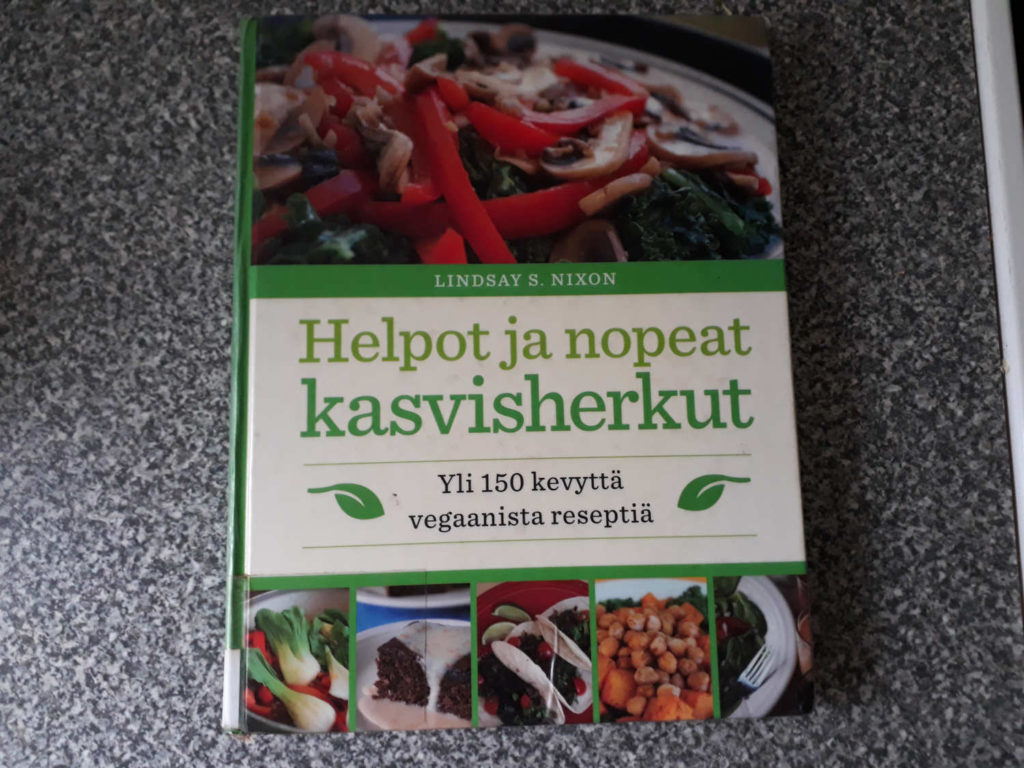 LINDSAY S. NIXON
Helpot ja nopeat
kasvisherkut
Yli 150 kevyttä
vegaanista reseptiä